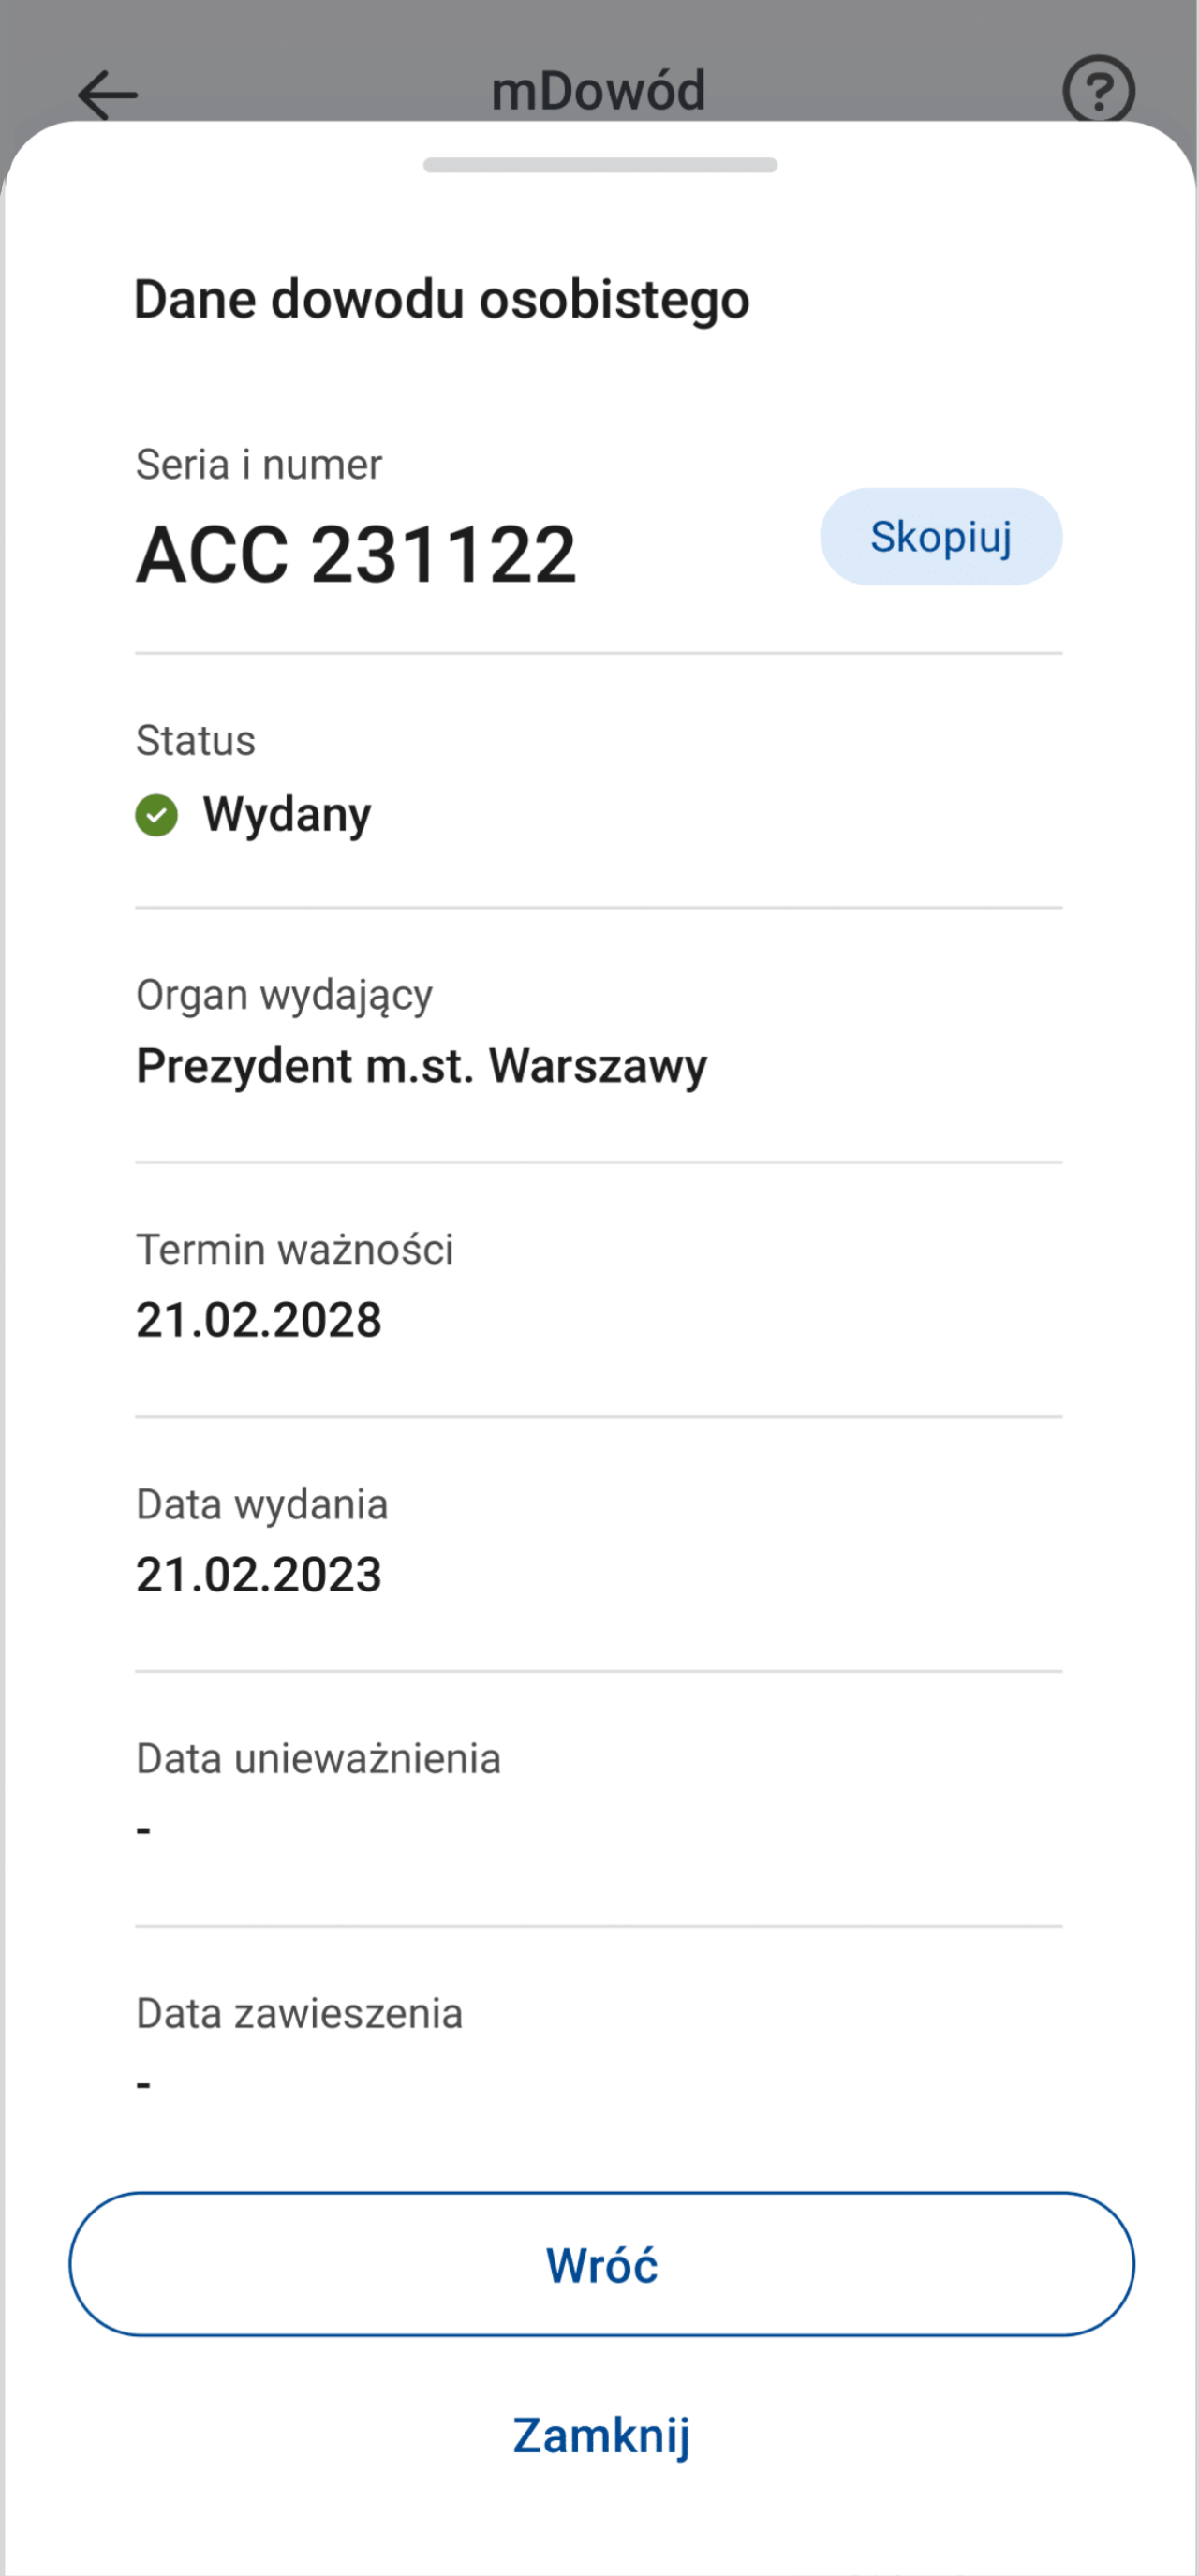 mDowód
Dane dowodu osobistego
Seria i numer
ACC 231122
Skopiuj
Status
Wydany
Organ wydający
Prezydent m.st. Warszawy
Termin ważności
21.02.2028
Data wydania
21.02.2023
Data unieważnienia
-
Data zawieszenia
-
Wróć
Zamknij